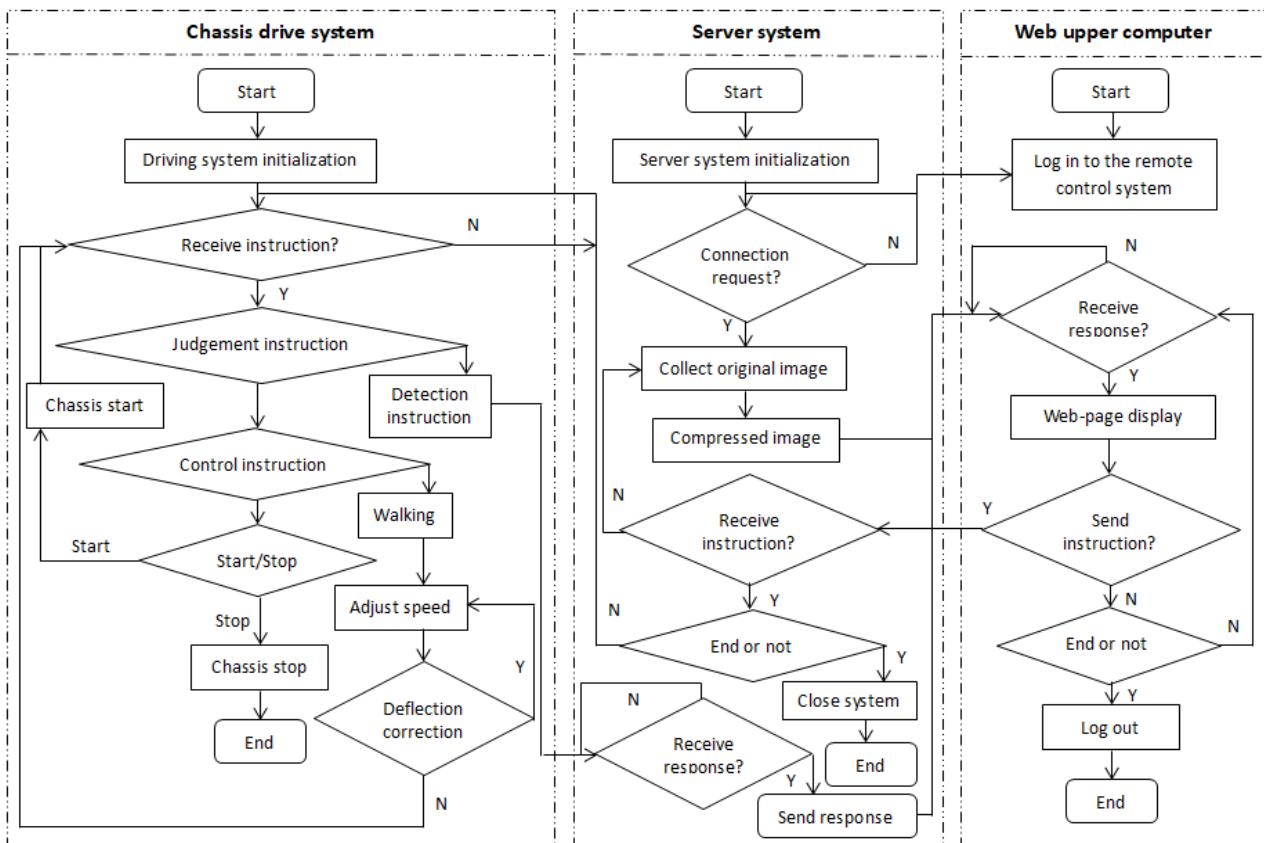 Chassis drive system
Start
Driving system initialization
Receive instruction?
N
Y
Judgement instruction
Chassis start
Detection
instruction
Control instruction
Walking
Start
Start/Stop
Adjust speed
Stop
Chassis stop
Y
Deflection
correction
End
N
Server system
Start
Server system initialization
Connection
request?
N
Y
Collect original image
Compressed image
N
Receive
instruction?
Y
N
End or not
Y
Close system
N
Receive
response?
End
Y
Send response
Web upper computer
Start
Log in to the remote
control system
N
Receive
response?
Y
Web-page display
Y
Send
instruction?
N
End or not
N
Y
Log out
End